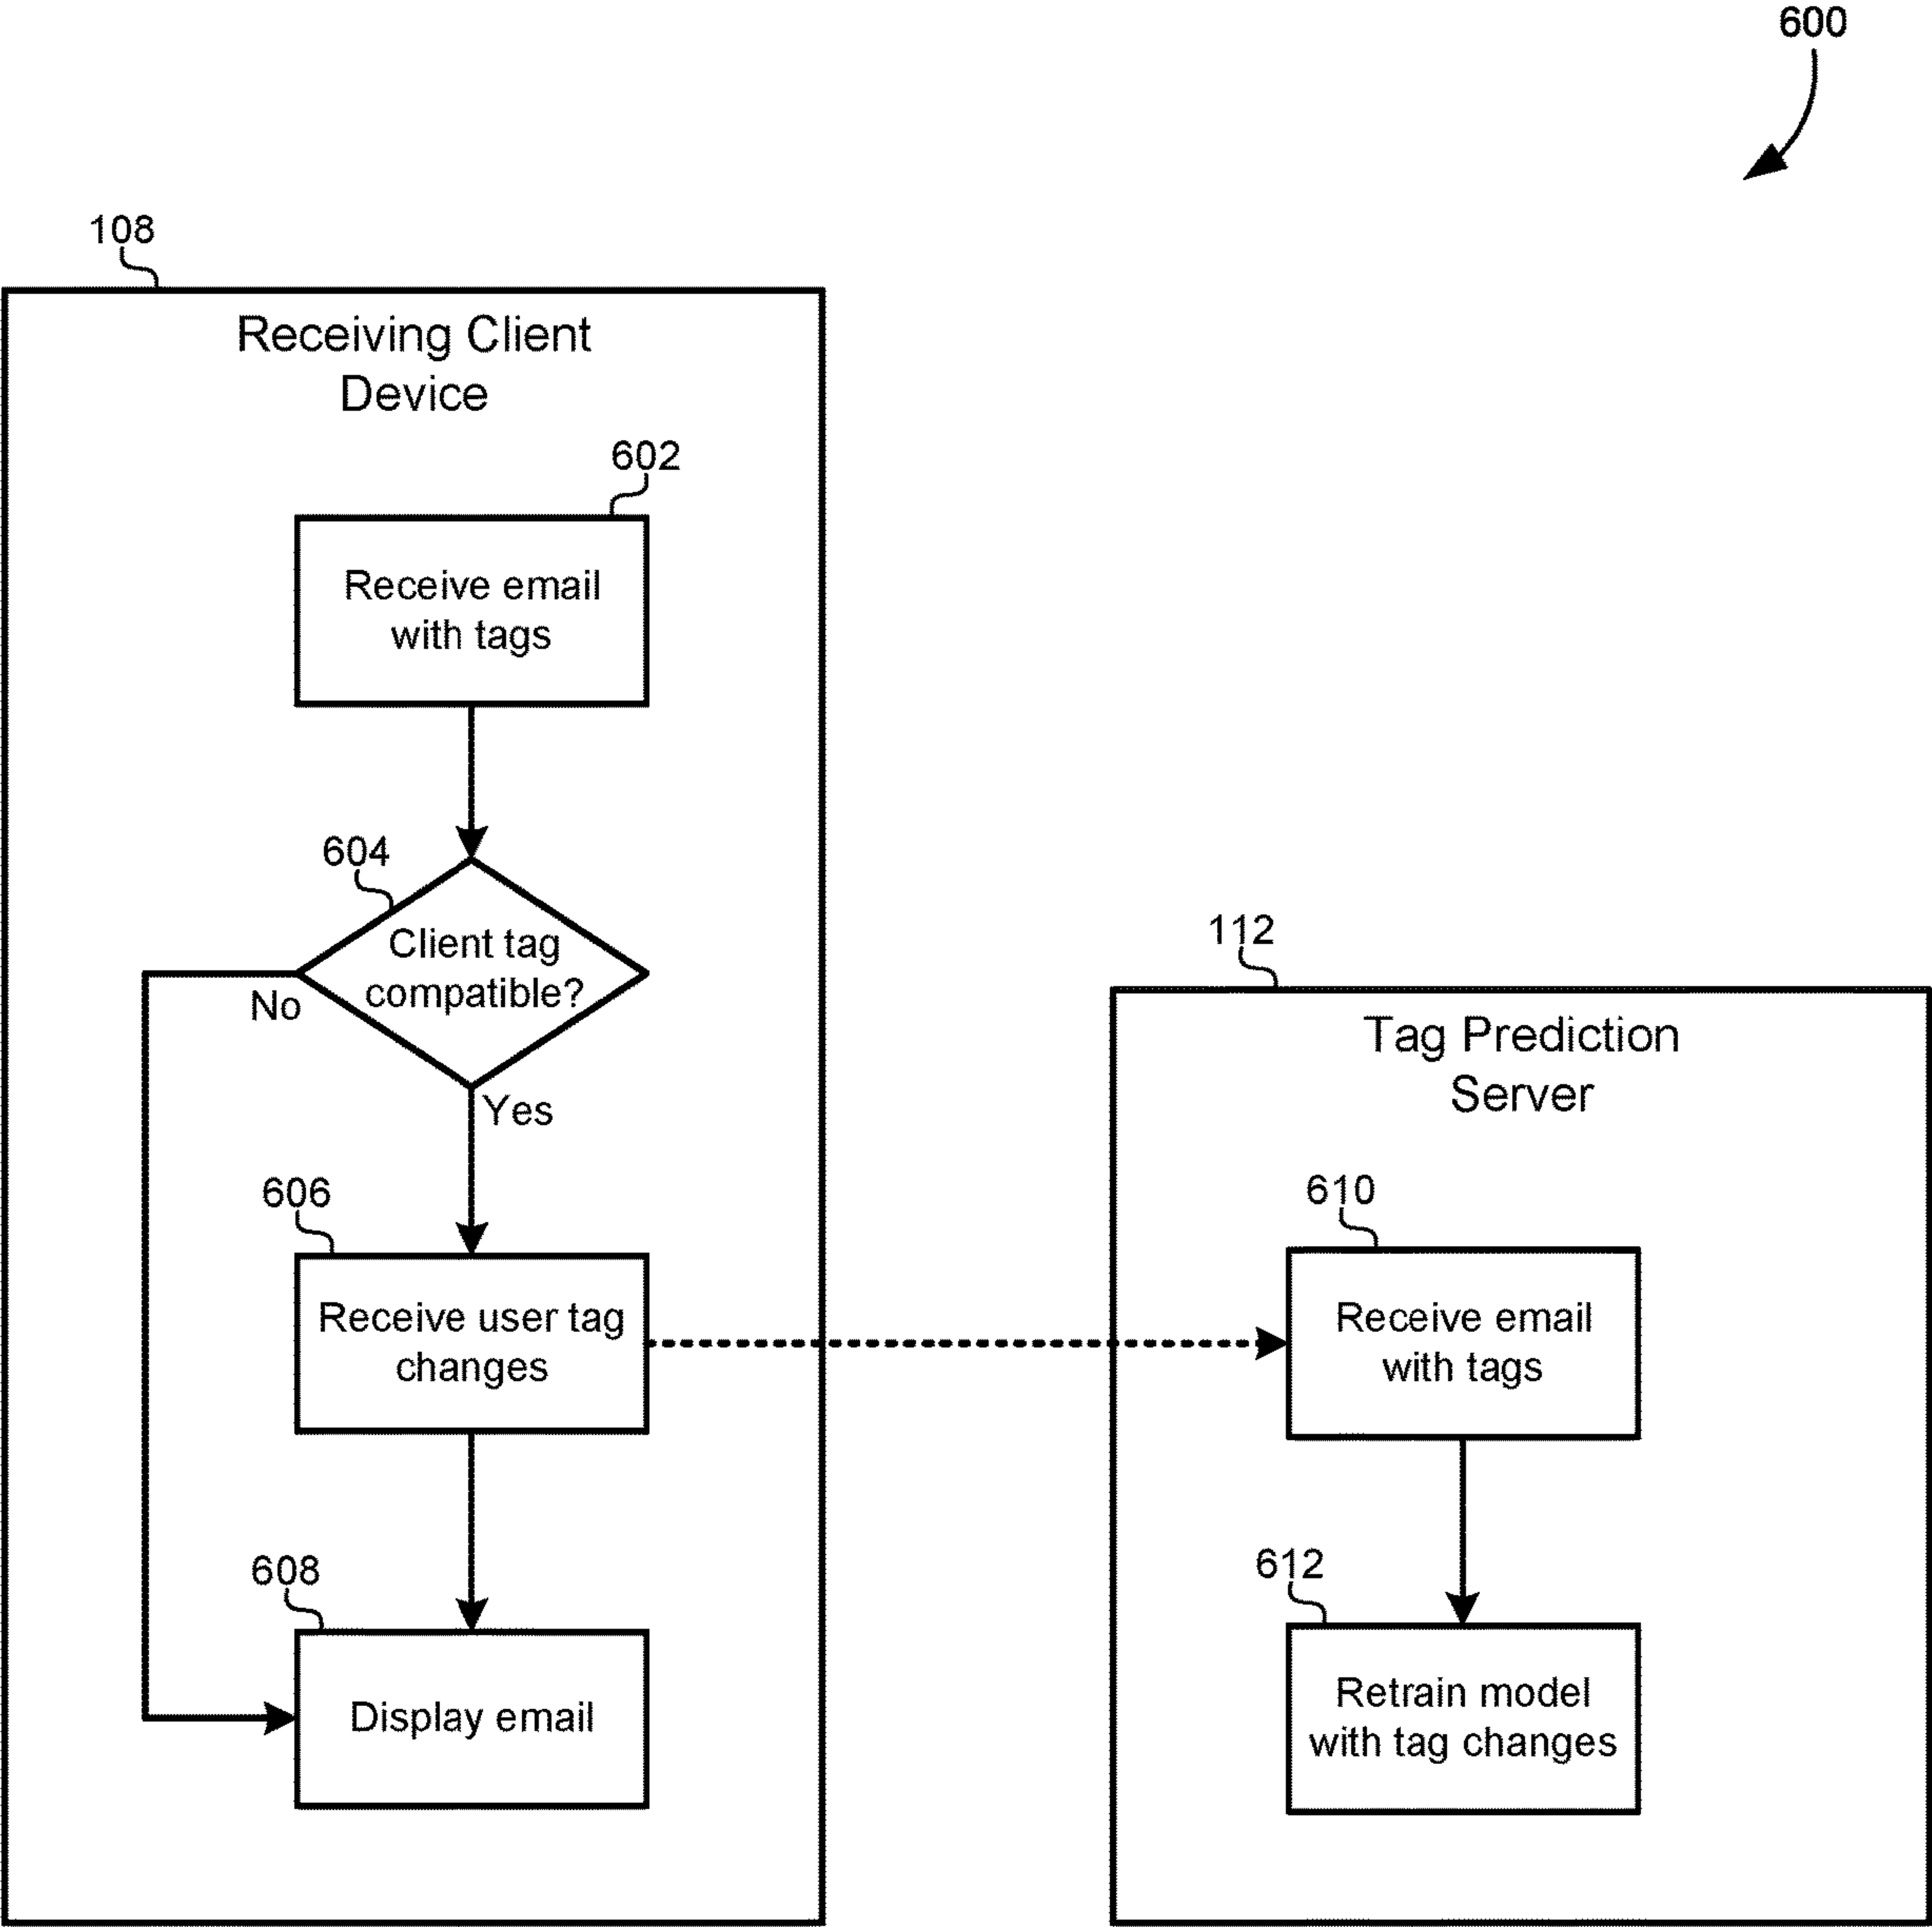 600
108
Receiving Client
Device
602
Receive email
with tags
604
Client tag
compatible?
No
Yes
606
Receive user tag
changes
608
Display email
112
Tag Prediction
Server
610
Receive email
with tags
612
Retrain model
with tag changes